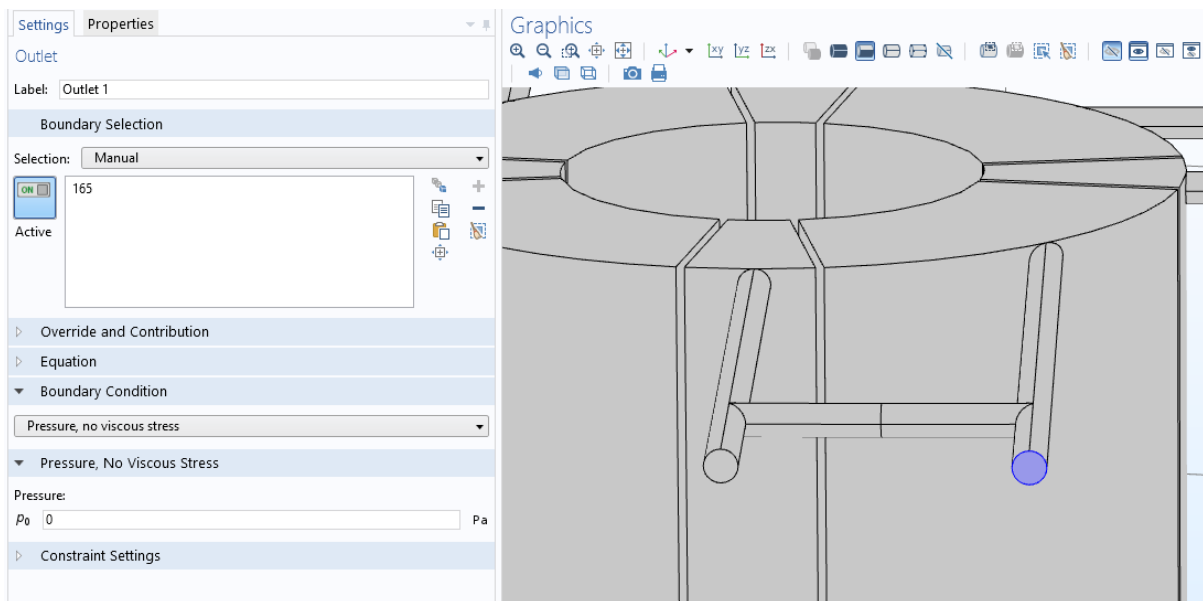 Settings Properties
Outlet
Label: Outlet 1
Boundary Selection
Selection: Manual
ON
165
Active
Override and Contribution
Equation
Boundary Condition
Pressure, no viscous stress
Pressure, No Viscous Stress
Pressure:
p0 0 Pa
Constraint Settings
Graphics
xy yz zx